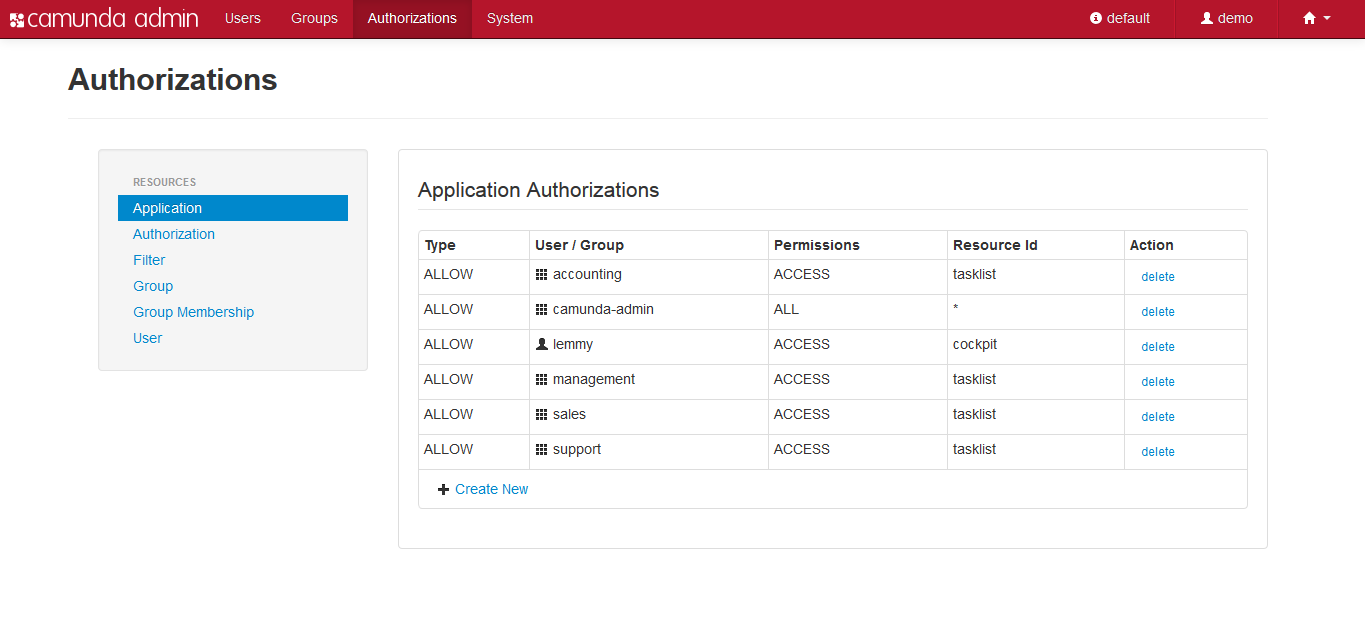 camunda admin Users Groups Authorizations System default demo
Authorizations
RESOURCES
Application
Authorization
Filter
Group
Group Membership
User
Application Authorizations
Type User / Group Permissions Resource Id Action
ALLOW accounting ACCESS tasklist delete
ALLOW camunda-admin ALL * delete
ALLOW lemmy ACCESS cockpit delete
ALLOW management ACCESS tasklist delete
ALLOW sales ACCESS tasklist delete
ALLOW support ACCESS tasklist delete
Create New